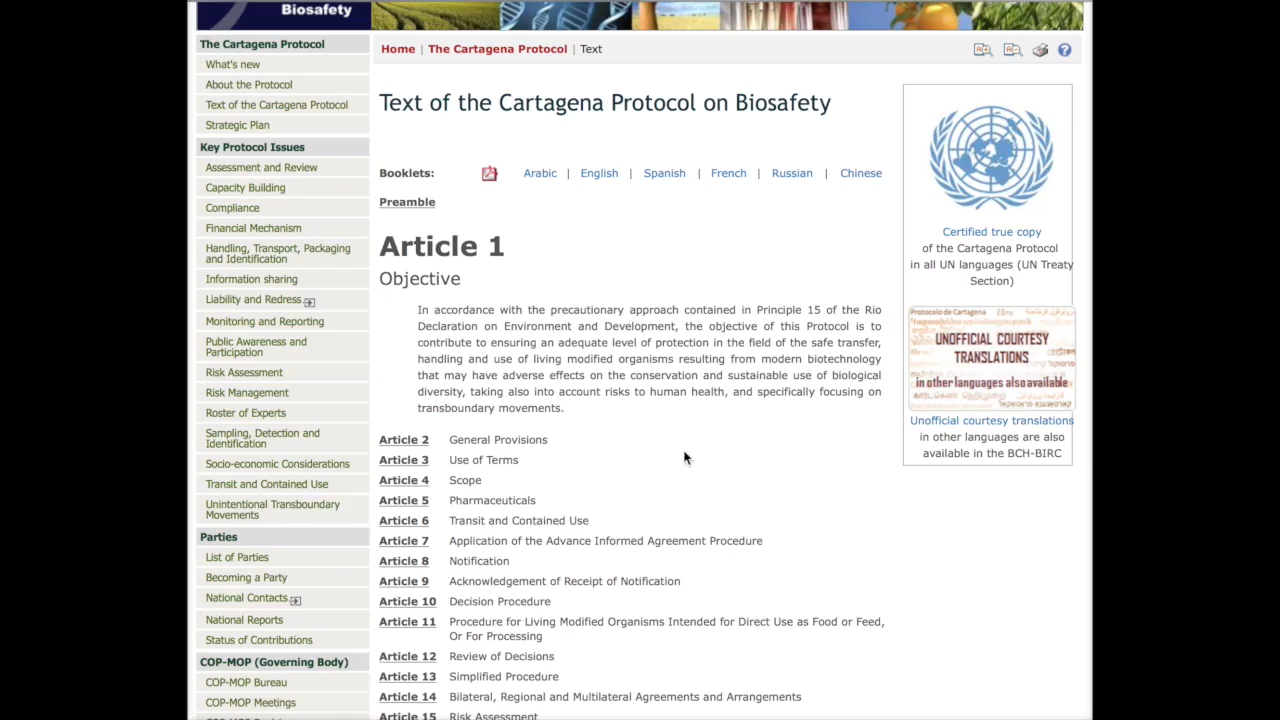 Biosafety
The Cartagena Protocol
What's new
About the Protocol
Text of the Cartagena Protocol
Strategic Plan
Key Protocol Issues
Assessment and Review
Capacity Building
Compliance
Financial Mechanism
Handling, Transport, Packaging
and Identification
Information sharing
Liability and Redress
Monitoring and Reporting
Public Awareness and
Participation
Risk Assessment
Risk Management
Roster of Experts
Sampling, Detection and
Identification
Socio-economic Considerations
Transit and Contained Use
Unintentional Transboundary
Movements
Parties
List of Parties
Becoming a Party
National Contacts
National Reports
Status of Contributions
COP-MOP (Governing Body)
COP-MOP Bureau
COP-MOP Meetings
Home | The Cartagena Protocol | Text
Text of the Cartagena Protocol on Biosafety
Booklets: Arabic | English | Spanish | French | Russian | Chinese
Preamble
Article 1
Objective
In accordance with the precautionary approach contained in Principle 15 of the Rio
Declaration on Environment and Development, the objective of this Protocol is to
contribute to ensuring an adequate level of protection in the field of the safe transfer,
handling and use of living modified organisms resulting from modern biotechnology
that may have adverse effects on the conservation and sustainable use of biological
diversity, taking also into account risks to human health, and specifically focusing on
transboundary movements.
Article 2 General Provisions
Article 3 Use of Terms
Article 4 Scope
Article 5 Pharmaceuticals
Article 6 Transit and Contained Use
Article 7 Application of the Advance Informed Agreement Procedure
Article 8 Notification
Article 9 Acknowledgement of Receipt of Notification
Article 10 Decision Procedure
Article 11 Procedure for Living Modified Organisms Intended for Direct Use as Food or Feed,
Or For Processing
Article 12 Review of Decisions
Article 13 Simplified Procedure
Article 14 Bilateral, Regional and Multilateral Agreements and Arrangements
Article 15 Risk Assessment
Certified true copy
of the Cartagena Protocol
in all UN languages (UN Treaty
Section)
Protocolo de Cartagena
UNOFFICIAL COURTESY
TRANSLATIONS
in other languages also available
Unofficial courtesy translations
in other languages are also
available in the BCH-BIRC